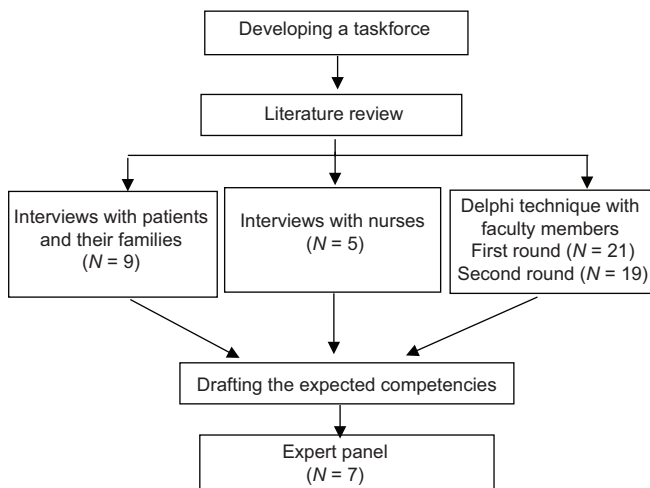 Developing a taskforce
Literature review
Interviews with patients
and their families
(N = 9)
Interviews with nurses
(N = 5)
Delphi technique with
faculty members
First round (N = 21)
Second round (N = 19)
Drafting the expected competencies
Expert panel
(N = 7)